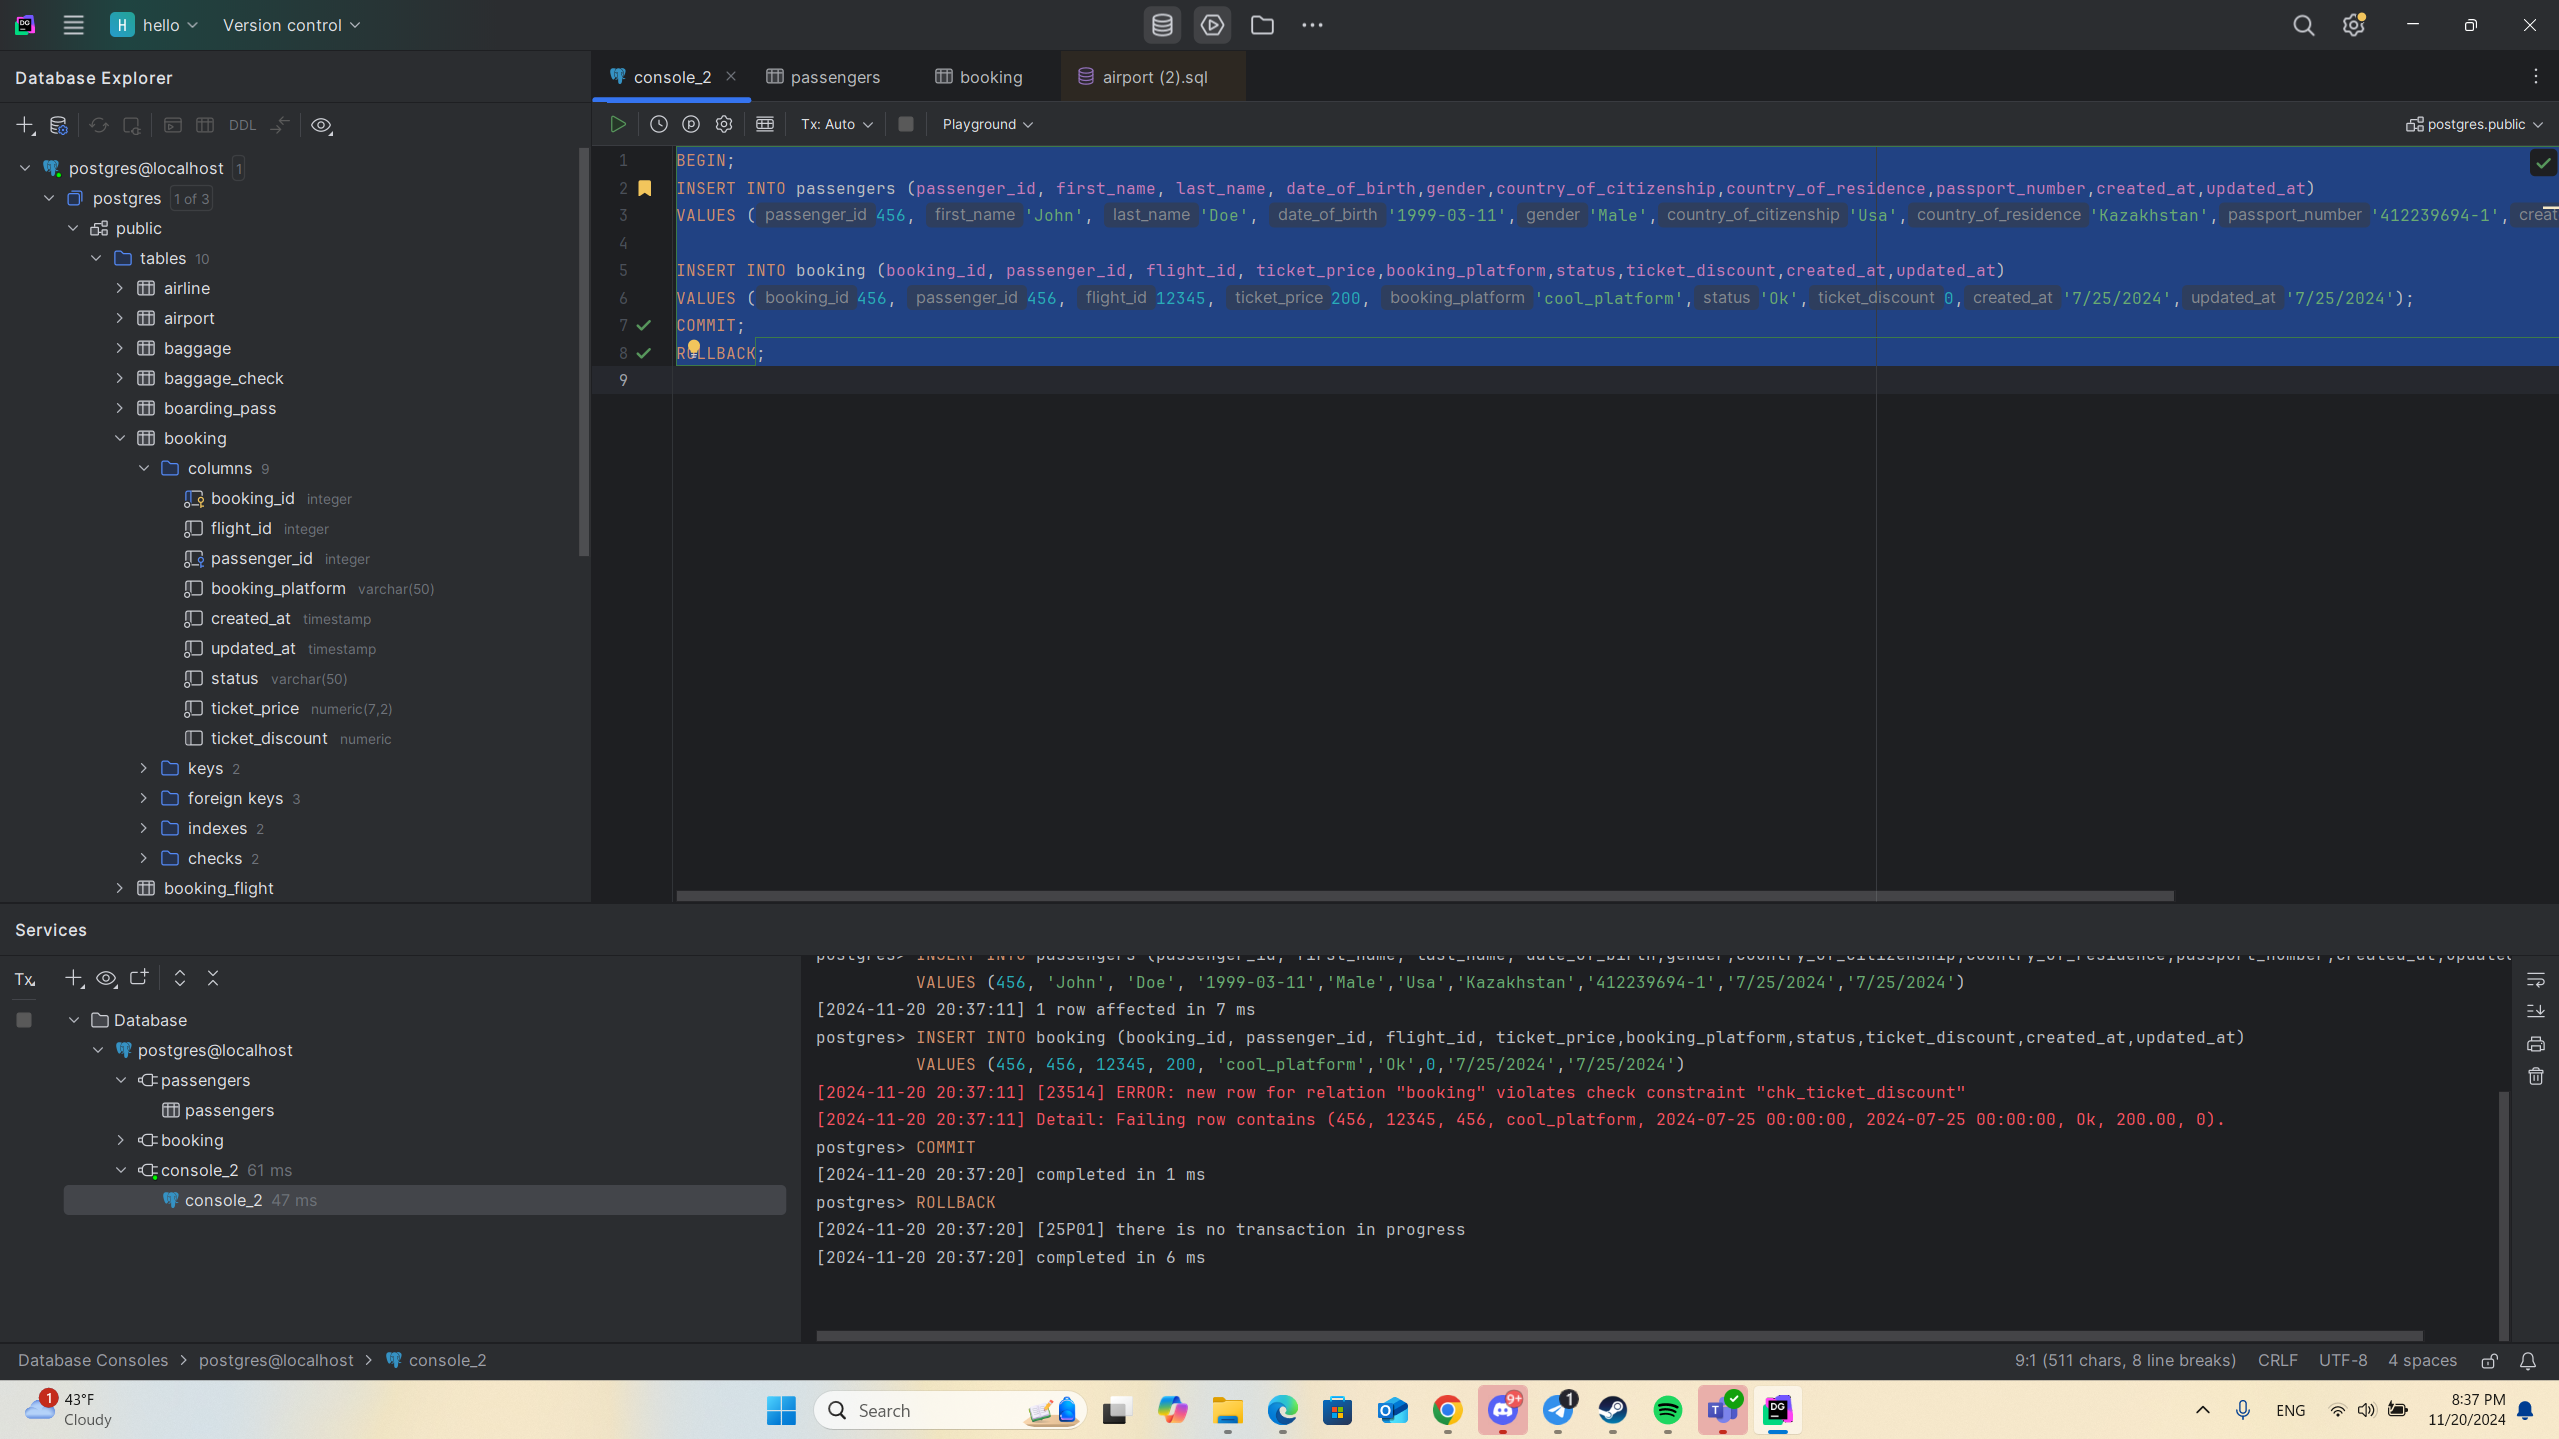 H hello Version control
Database Explorer
console_2 passengers booking airport (2).sql
DDL
Tx: Auto Playground postgres.public
postgres@localhost 1
postgres 1 of 3
public
tables 10
airline
airport
baggage
baggage_check
boarding_pass
booking
columns 9
booking_id integer
flight_id integer
passenger_id integer
booking_platform varchar(50)
created_at timestamp
updated_at timestamp
status varchar(50)
ticket_price numeric(7,2)
ticket_discount numeric
keys 2
foreign keys 3
indexes 2
checks 2
booking_flight
1 BEGIN;
2 INSERT INTO passengers (passenger_id, first_name, last_name, date_of_birth,gender,country_of_citizenship,country_of_residence,passport_number,created_at,updated_at)
3 VALUES ( passenger_id 456, first_name 'John', last_name 'Doe', date_of_birth '1999-03-11', gender 'Male', country_of_citizenship 'Usa', country_of_residence 'Kazakhstan', passport_number '412239694-1', creat
4
5 INSERT INTO booking (booking_id, passenger_id, flight_id, ticket_price,booking_platform,status,ticket_discount,created_at,updated_at)
6 VALUES ( booking_id 456, passenger_id 456, flight_id 12345, ticket_price 200, booking_platform 'cool_platform', status 'Ok', ticket_discount 0, created_at '7/25/2024', updated_at '7/25/2024');
7 COMMIT;
8 ROLLBACK;
9
Services
Tx
Database
postgres@localhost
passengers
passengers
booking
console_2 61 ms
console_2 47 ms
postgres> INSERT INTO passengers (passenger_id, first_name, last_name, date_of_birth,gender,country_of_citizenship,country_of_residence,passport_number,created_at,update
VALUES (456, 'John', 'Doe', '1999-03-11','Male','Usa','Kazakhstan','412239694-1','7/25/2024','7/25/2024')
[2024-11-20 20:37:11] 1 row affected in 7 ms
postgres> INSERT INTO booking (booking_id, passenger_id, flight_id, ticket_price,booking_platform,status,ticket_discount,created_at,updated_at)
VALUES (456, 456, 12345, 200, 'cool_platform','Ok',0,'7/25/2024','7/25/2024')
[2024-11-20 20:37:11] [23514] ERROR: new row for relation "booking" violates check constraint "chk_ticket_discount"
[2024-11-20 20:37:11] Detail: Failing row contains (456, 12345, 456, cool_platform, 2024-07-25 00:00:00, 2024-07-25 00:00:00, Ok, 200.00, 0).
postgres> COMMIT
[2024-11-20 20:37:20] completed in 1 ms
postgres> ROLLBACK
[2024-11-20 20:37:20] [25P01] there is no transaction in progress
[2024-11-20 20:37:20] completed in 6 ms
Database Consoles > postgres@localhost > console_2
9:1 (511 chars, 8 line breaks) CRLF UTF-8 4 spaces
1 43°F
Cloudy
Search
9+
1
ENG
8:37 PM
11/20/2024